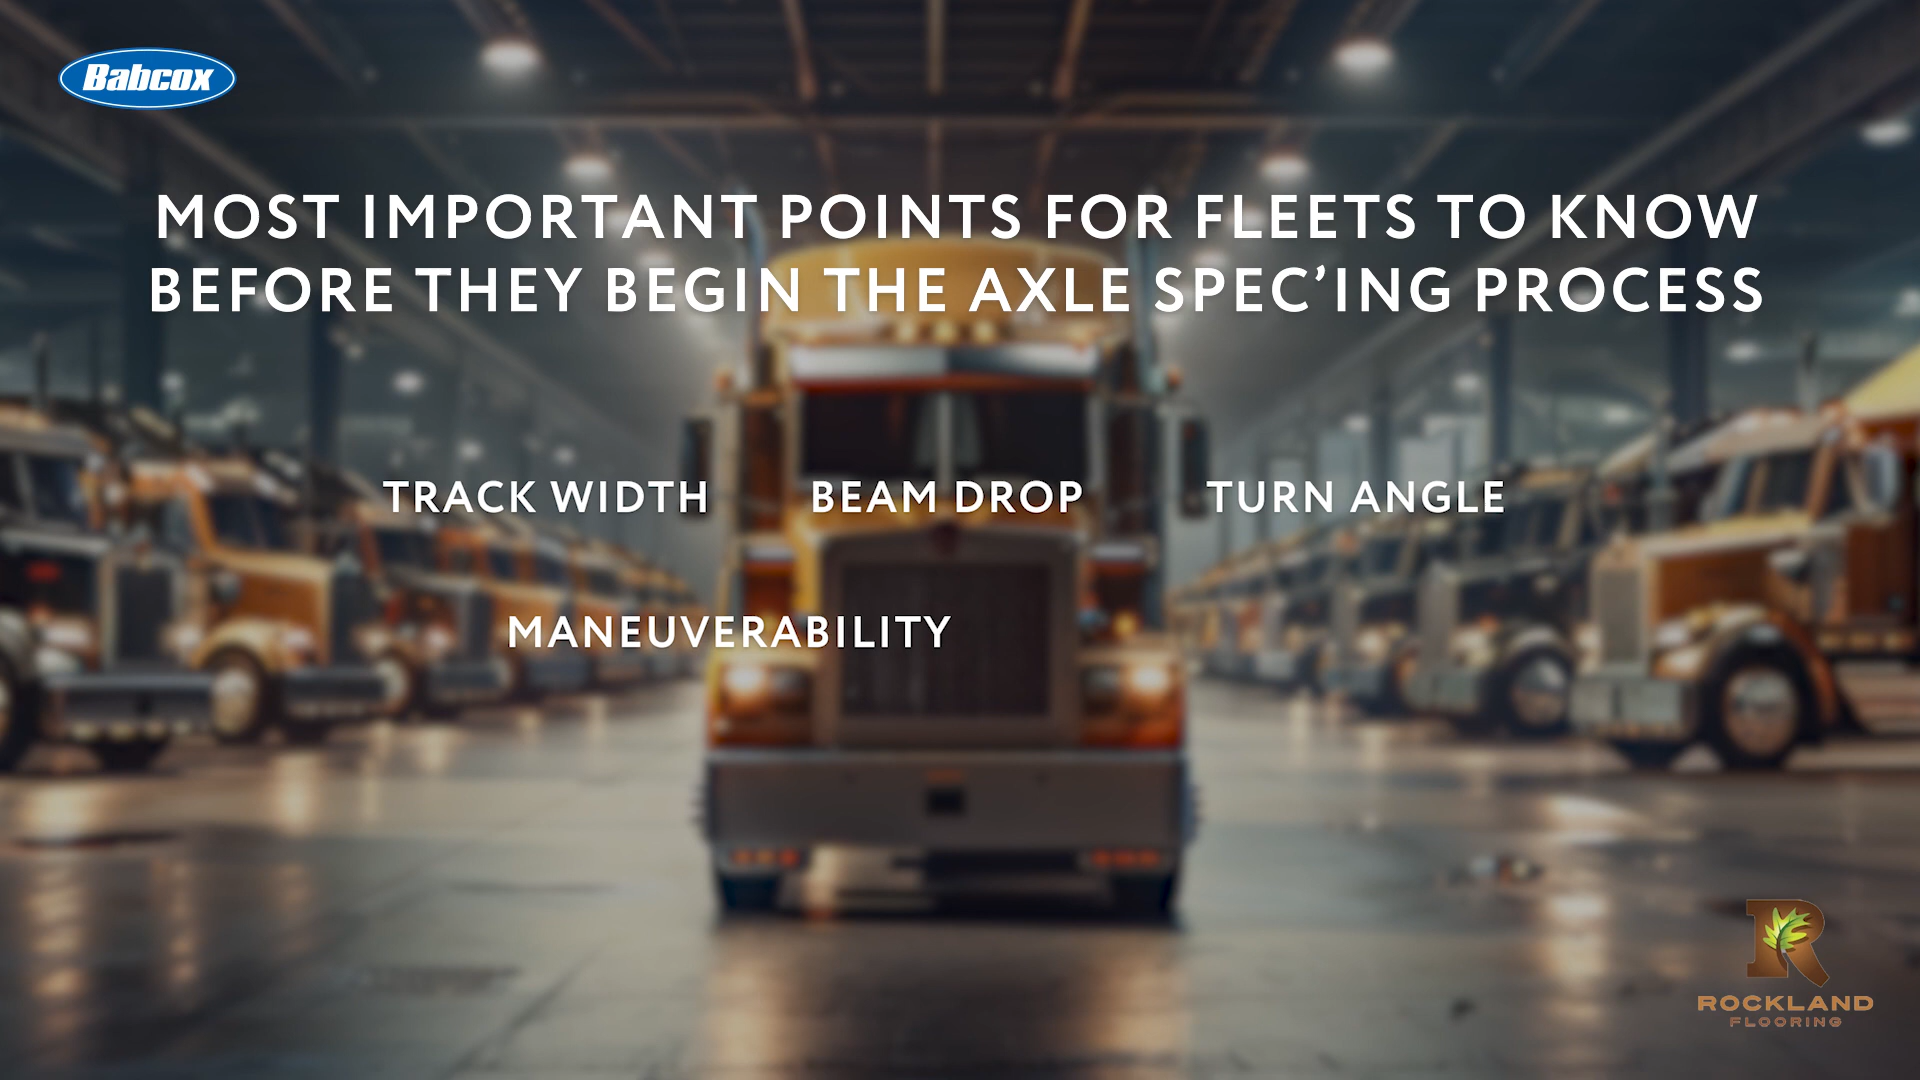 Babcox
MOST IMPORTANT POINTS FOR FLEETS TO KNOW
BEFORE THEY BEGIN THE AXLE SPEC’ING PROCESS
TRACK WIDTH
BEAM DROP
TURN ANGLE
MANEUVERABILITY
R
ROCKLAND
FLOORING